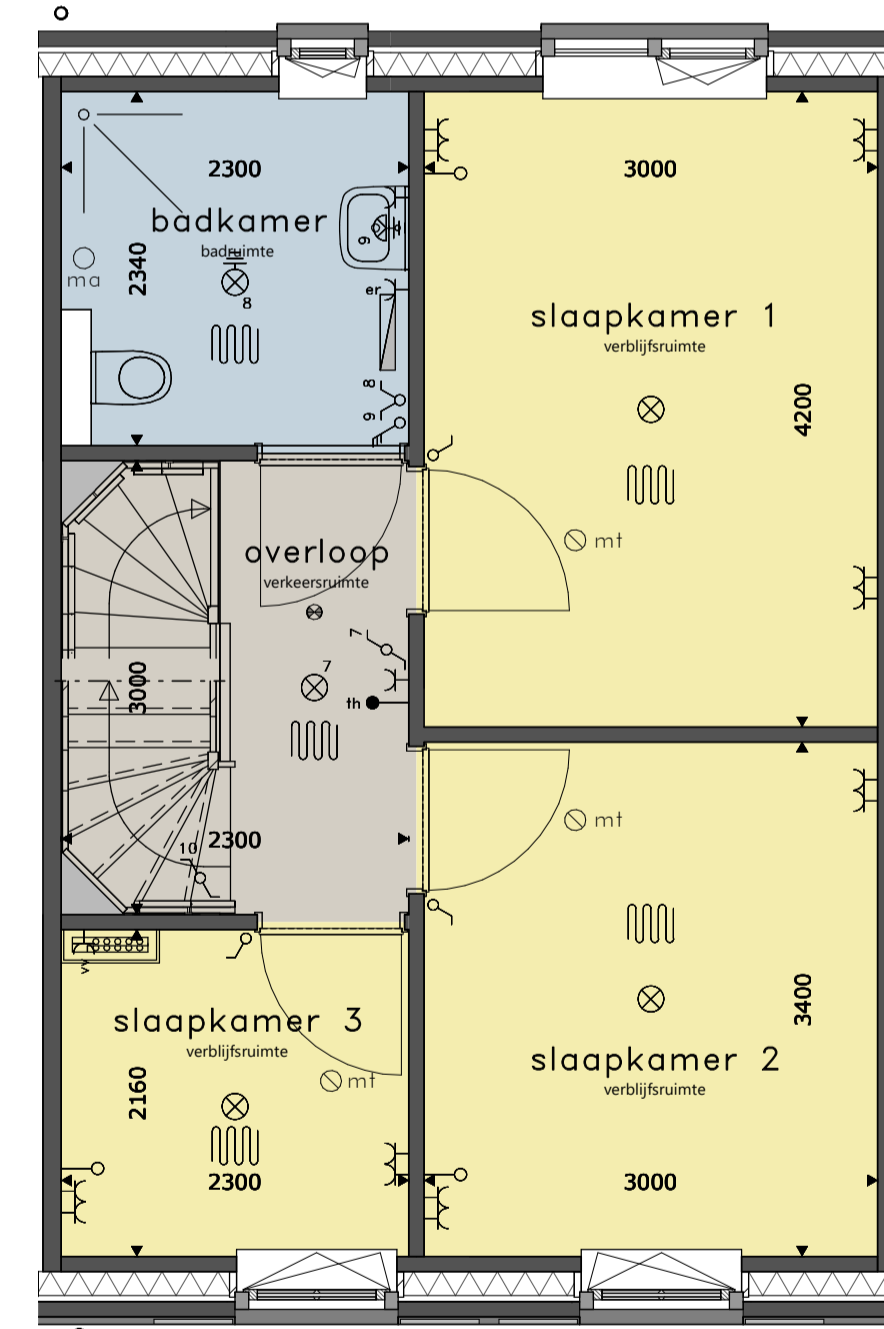 2300
badkamer
badruimte
2340
ma
8
9
er
8
9
3000
slaapkamer 1
verblijfsruimte
4200
mt
overloop
verkeersruimte
7
7
th
3000
2300
10
mt
slaapkamer 3
verblijfsruimte
2160
mt
2300
3400
slaapkamer 2
verblijfsruimte
3000